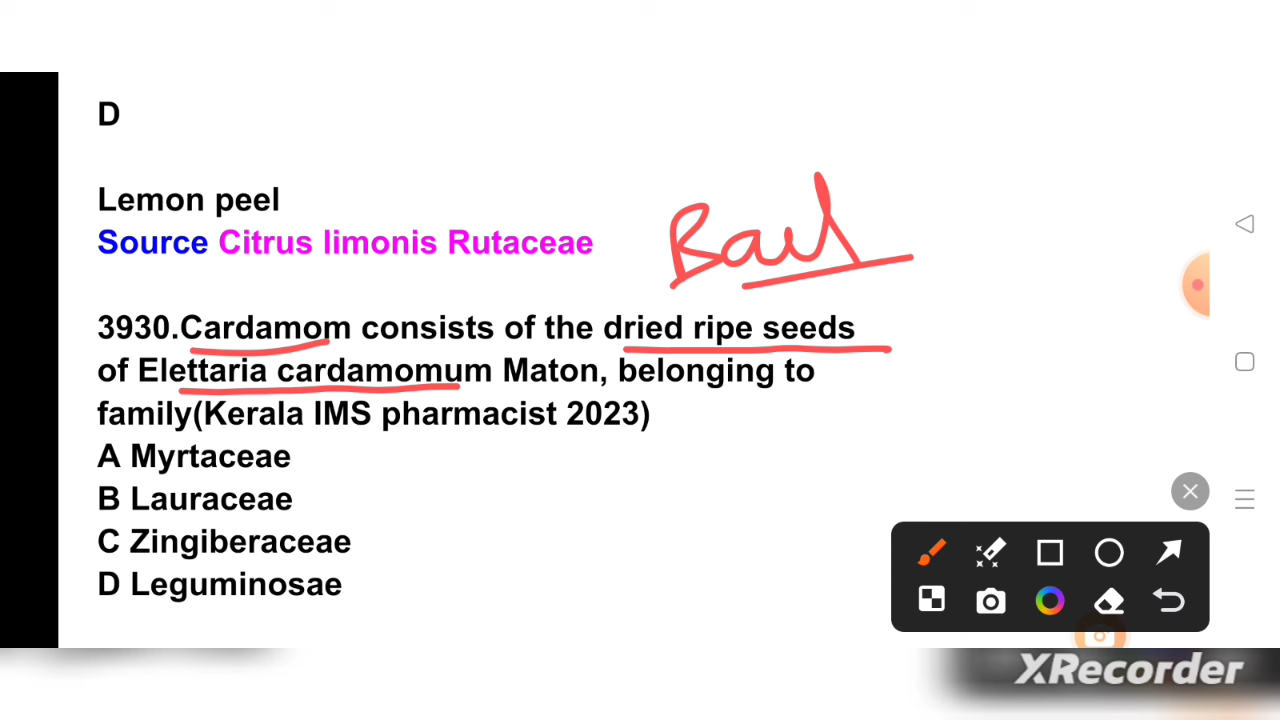 D
Lemon peel
Source Citrus limonis Rutaceae
3930.Cardamom consists of the dried ripe seeds
of Elettaria cardamomum Maton, belonging to
family(Kerala IMS pharmacist 2023)
A Myrtaceae
B Lauraceae
C Zingiberaceae
D Leguminosae
XRecorder